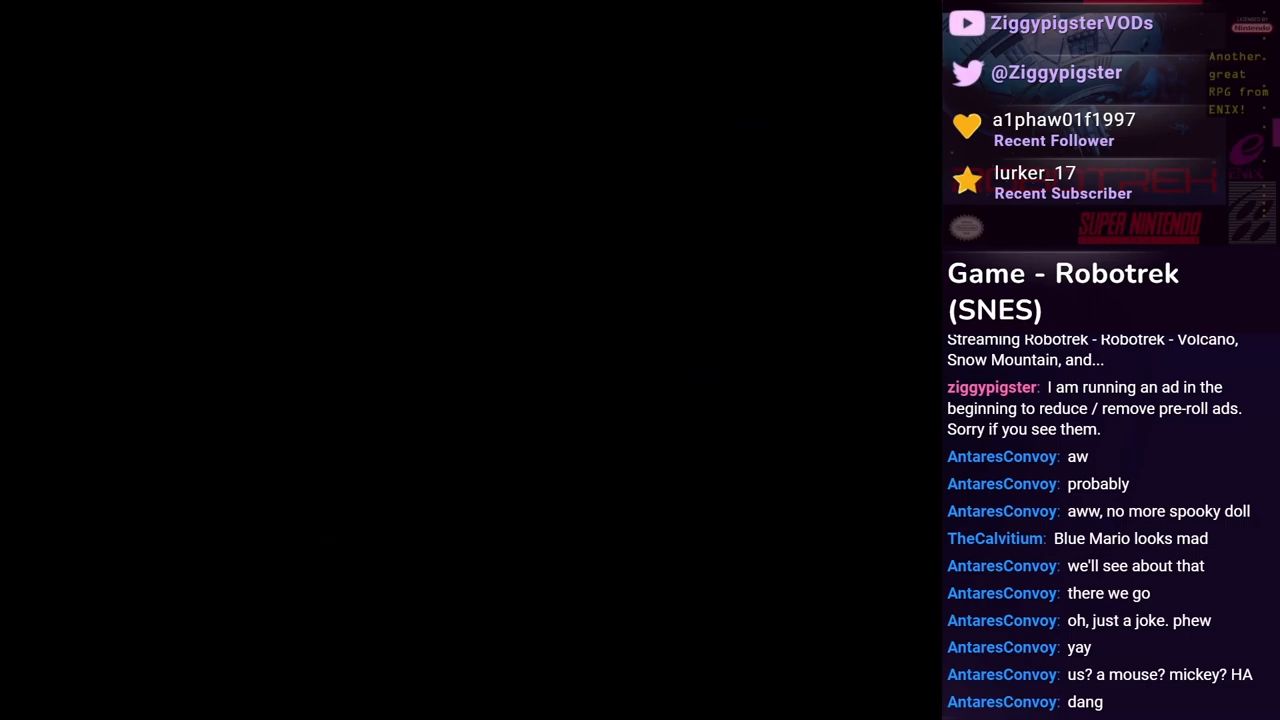 ZiggypigsterVODs
@Ziggypigster
a1phaw01f1997
Recent Follower
lurker_17
Recent Subscriber
LICENSED BY
Nintendo
Another
great
RPG from
ENIX!
ROBOTREK
SUPER NINTENDO
Game - Robotrek
(SNES)
Streaming Robotrek - Robotrek - Volcano,
Snow Mountain, and...
ziggypigster: I am running an ad in the
beginning to reduce / remove pre-roll ads.
Sorry if you see them.
AntaresConvoy: aw
AntaresConvoy: probably
AntaresConvoy: aww, no more spooky doll
TheCalvitium: Blue Mario looks mad
AntaresConvoy: we'll see about that
AntaresConvoy: there we go
AntaresConvoy: oh, just a joke. phew
AntaresConvoy: yay
AntaresConvoy: us? a mouse? mickey? HA
AntaresConvoy: dang